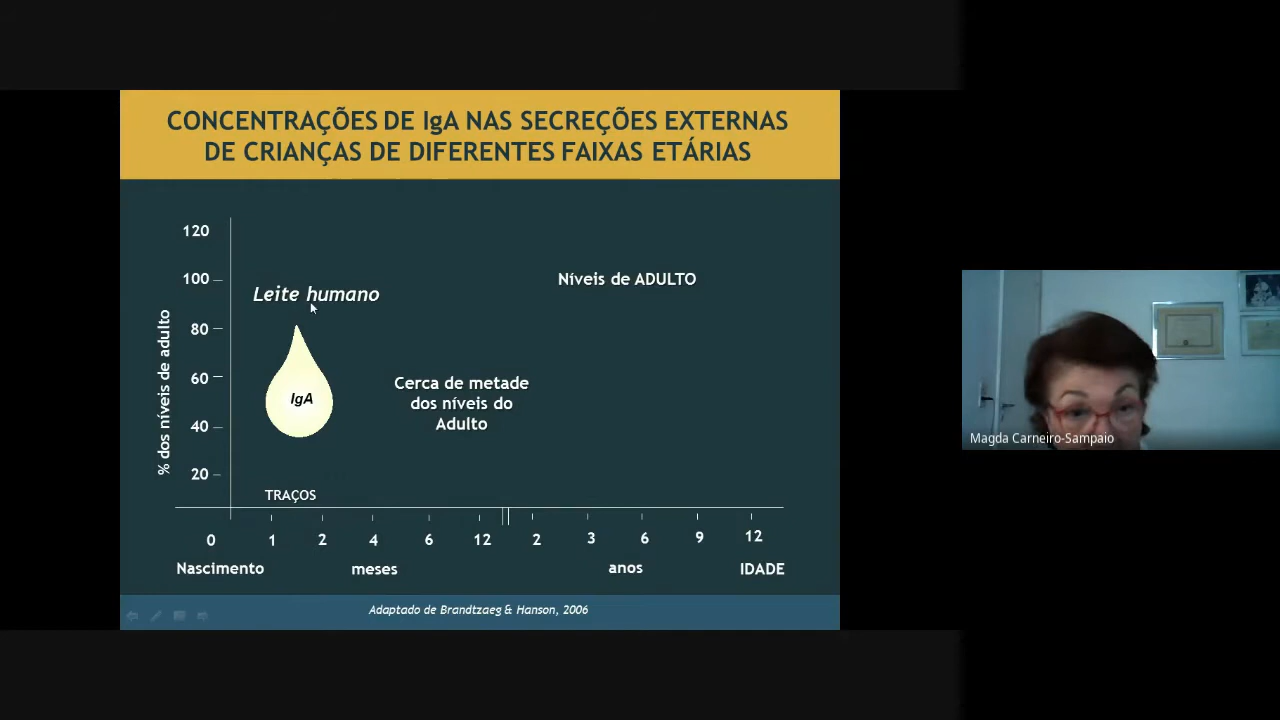 CONCENTRAÇÕES DE IgA NAS SECREÇÕES EXTERNAS
DE CRIANÇAS DE DIFERENTES FAIXAS ETÁRIAS
120
100
80
60
40
20
% dos níveis de adulto
Leite humano
IgA
TRAÇOS
Cerca de metade
dos níveis do
Adulto
Níveis de ADULTO
0 1 2 4 6 12 2 3 6 9 12
Nascimento meses anos IDADE
Adaptado de Brandtzaeg & Hanson, 2006
Magda Carneiro-Sampaio